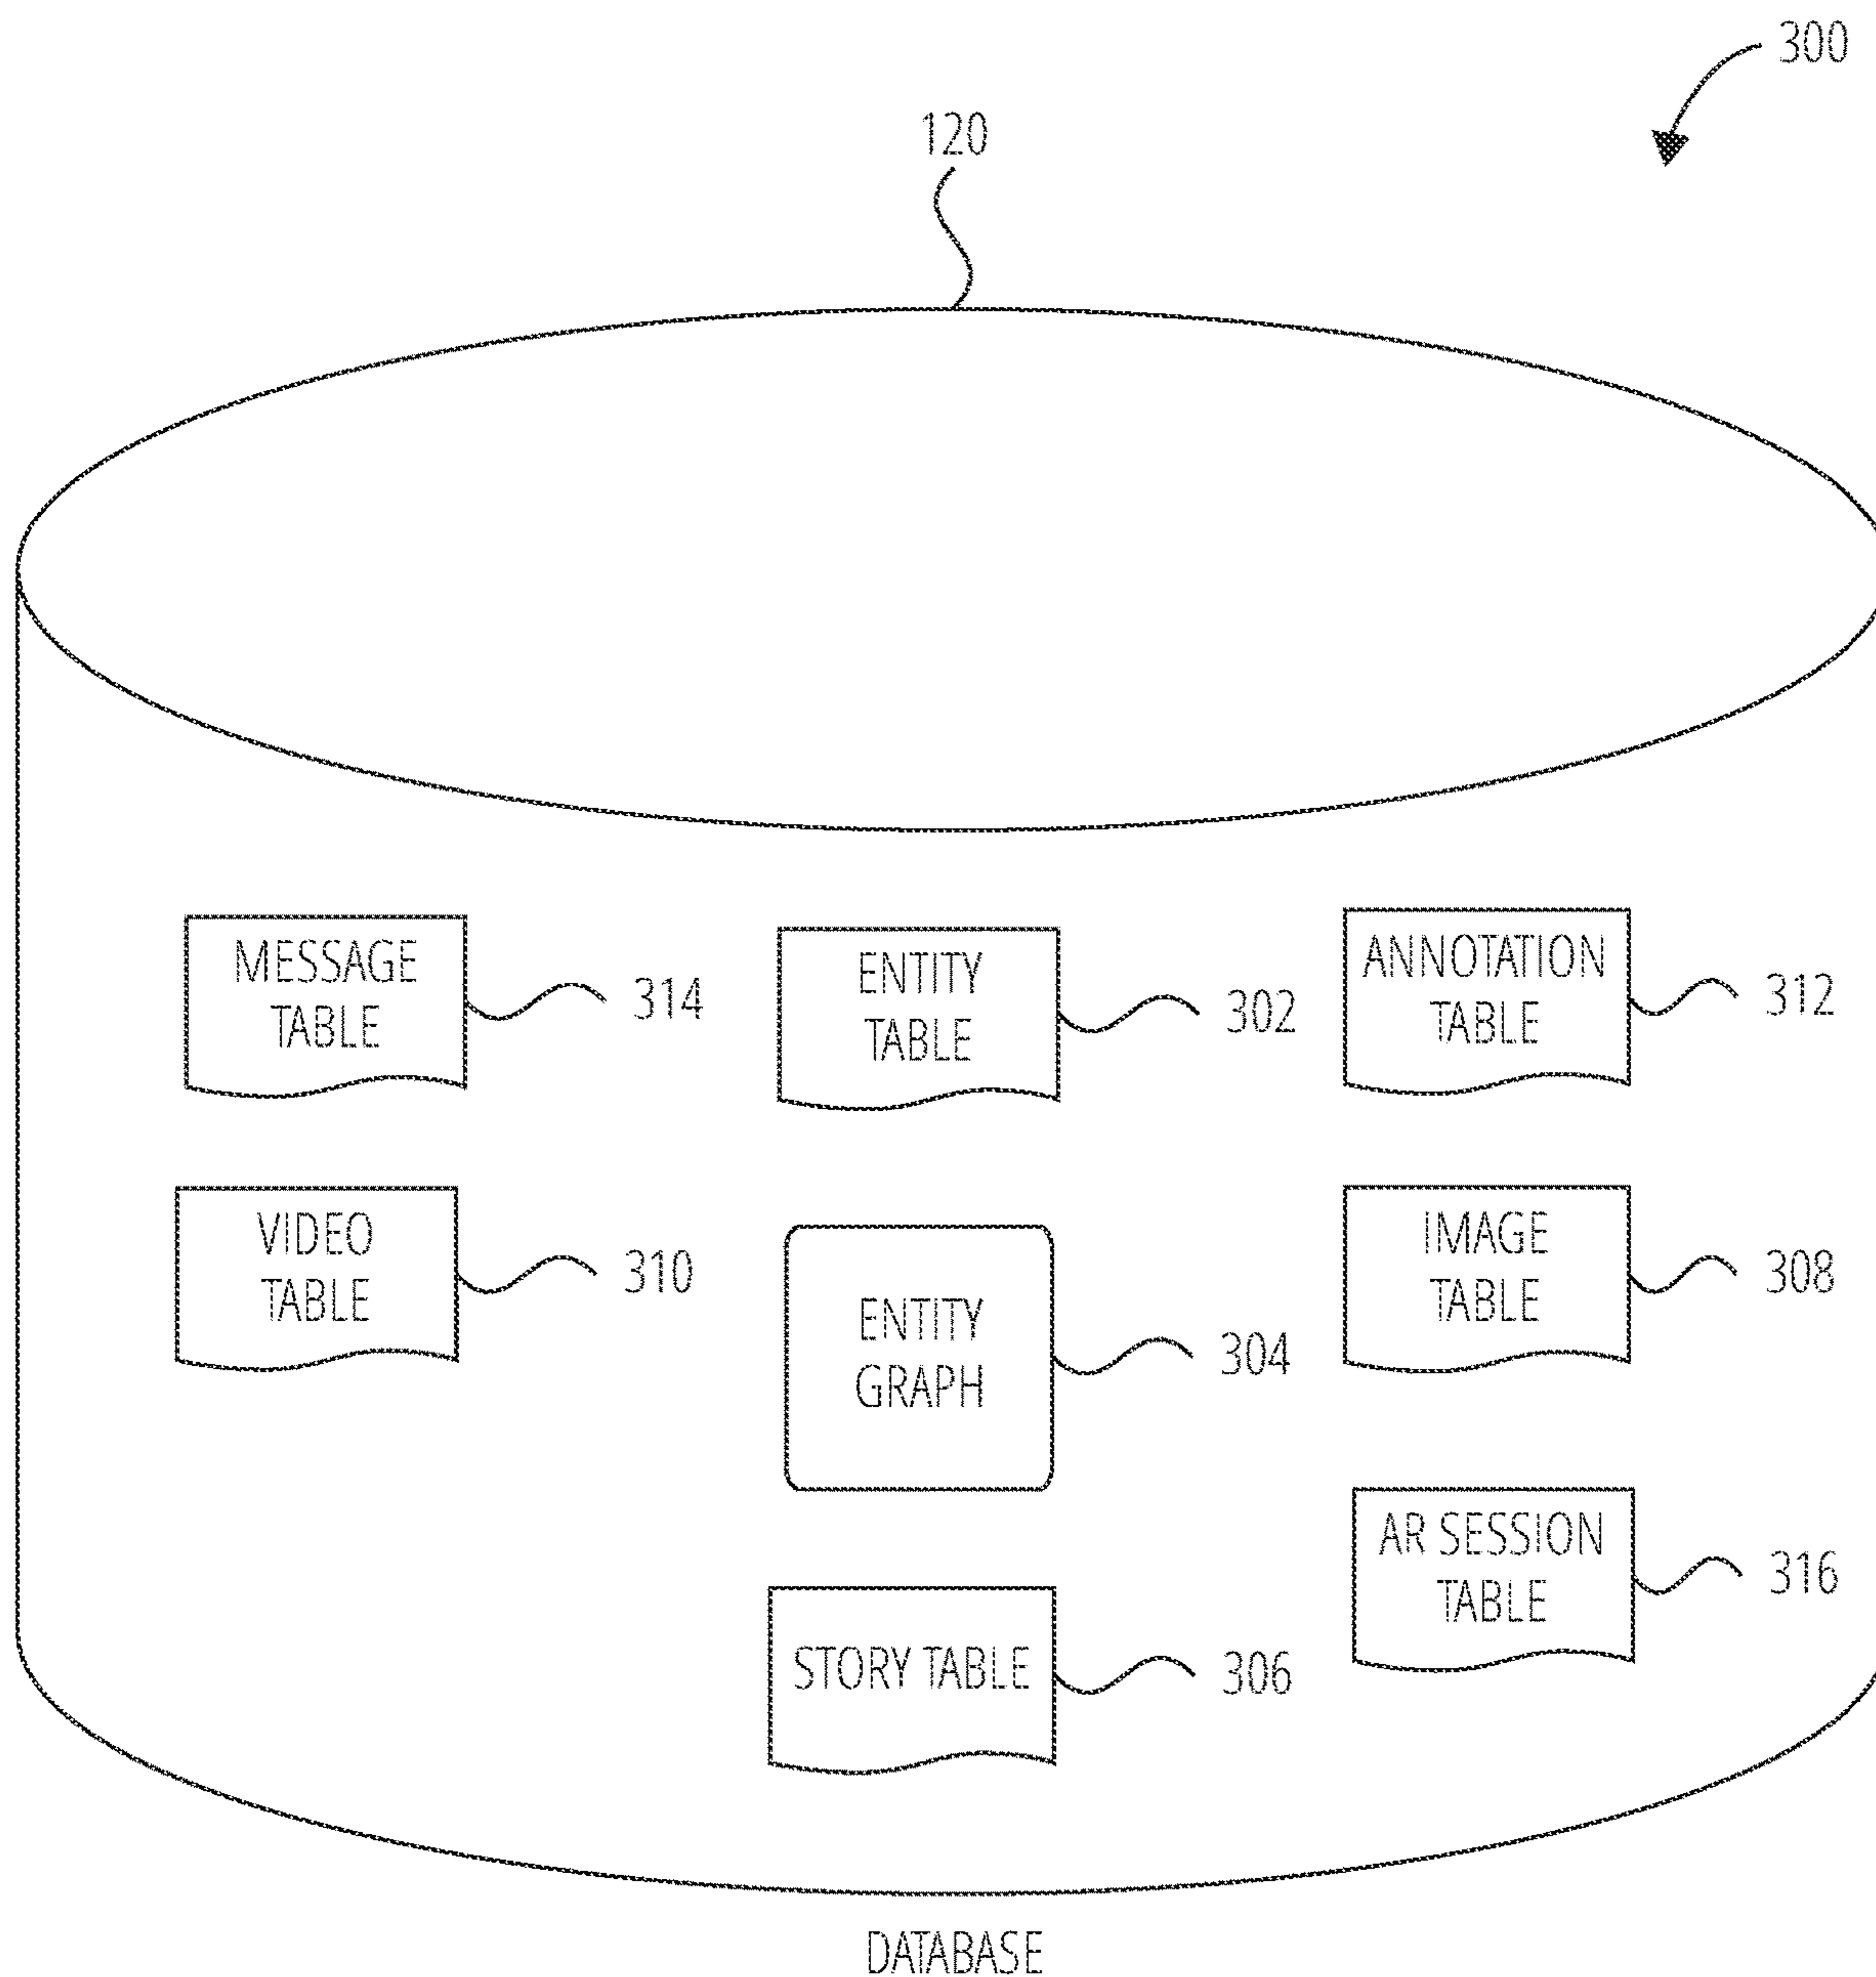 300
120
MESSAGE
TABLE
314
ENTITY
TABLE
302
ANNOTATION
TABLE
312
VIDEO
TABLE
310
ENTITY
GRAPH
304
IMAGE
TABLE
308
AR SESSION
TABLE
316
STORY TABLE
306
DATABASE